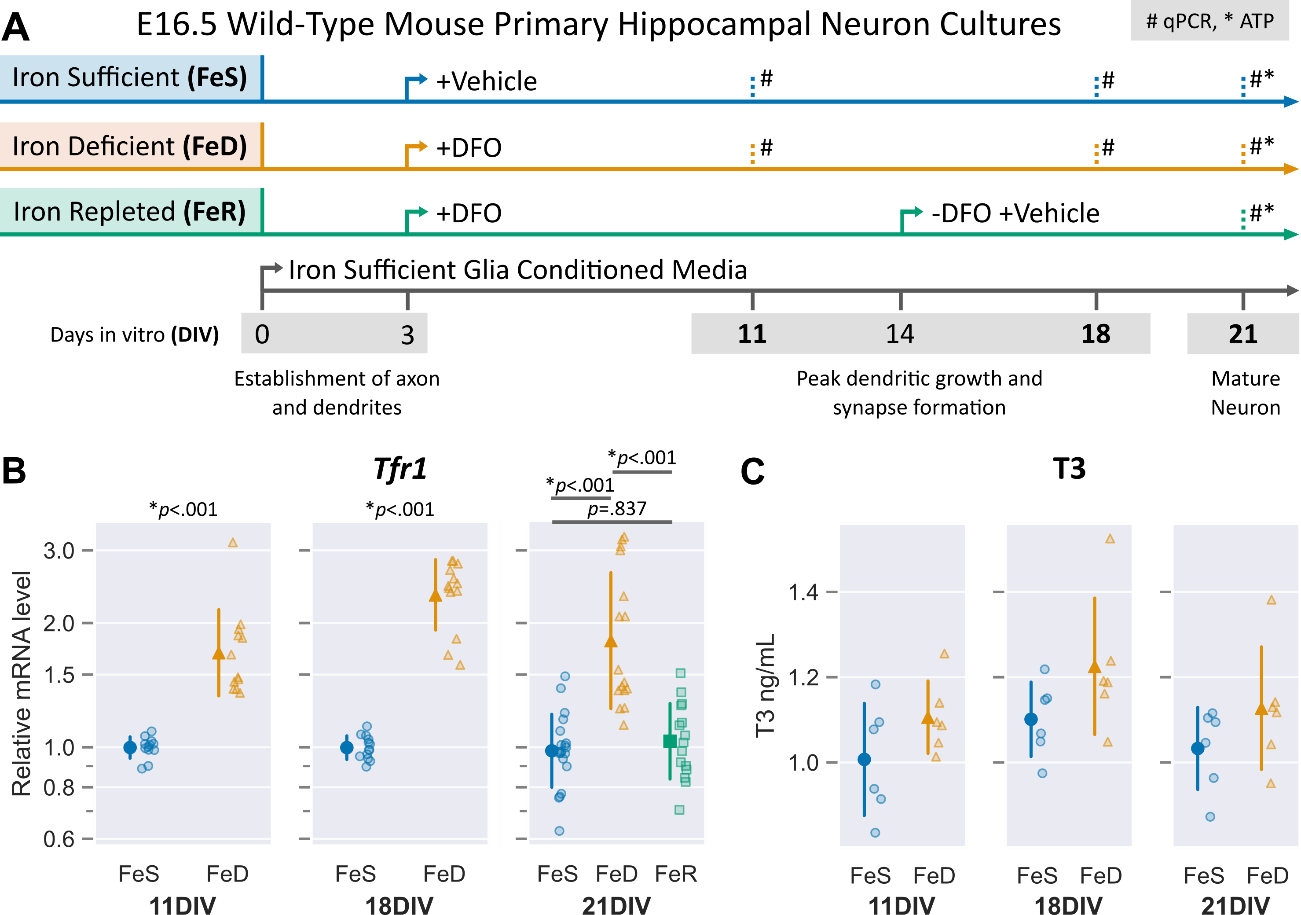 A
E16.5 Wild-Type Mouse Primary Hippocampal Neuron Cultures
# qPCR, * ATP
Iron Sufficient (FeS)
+Vehicle
#
#
#*
Iron Deficient (FeD)
+DFO
#
#
#*
Iron Repleted (FeR)
+DFO
-DFO +Vehicle
#*
Iron Sufficient Glia Conditioned Media
Days in vitro (DIV)
0
3
11
14
18
21
Establishment of axon
and dendrites
Peak dendritic growth and
synapse formation
Mature
Neuron
B
Tfr1
*p<.001
*p<.001
*p<.001
*p<.001
p=.837
Relative mRNA level
3.0
2.0
1.5
1.0
0.8
0.6
FeS FeD
11DIV
FeS FeD
18DIV
FeS FeD FeR
21DIV
C
T3
T3 ng/mL
1.4
1.2
1.0
FeS FeD
11DIV
FeS FeD
18DIV
FeS FeD
21DIV